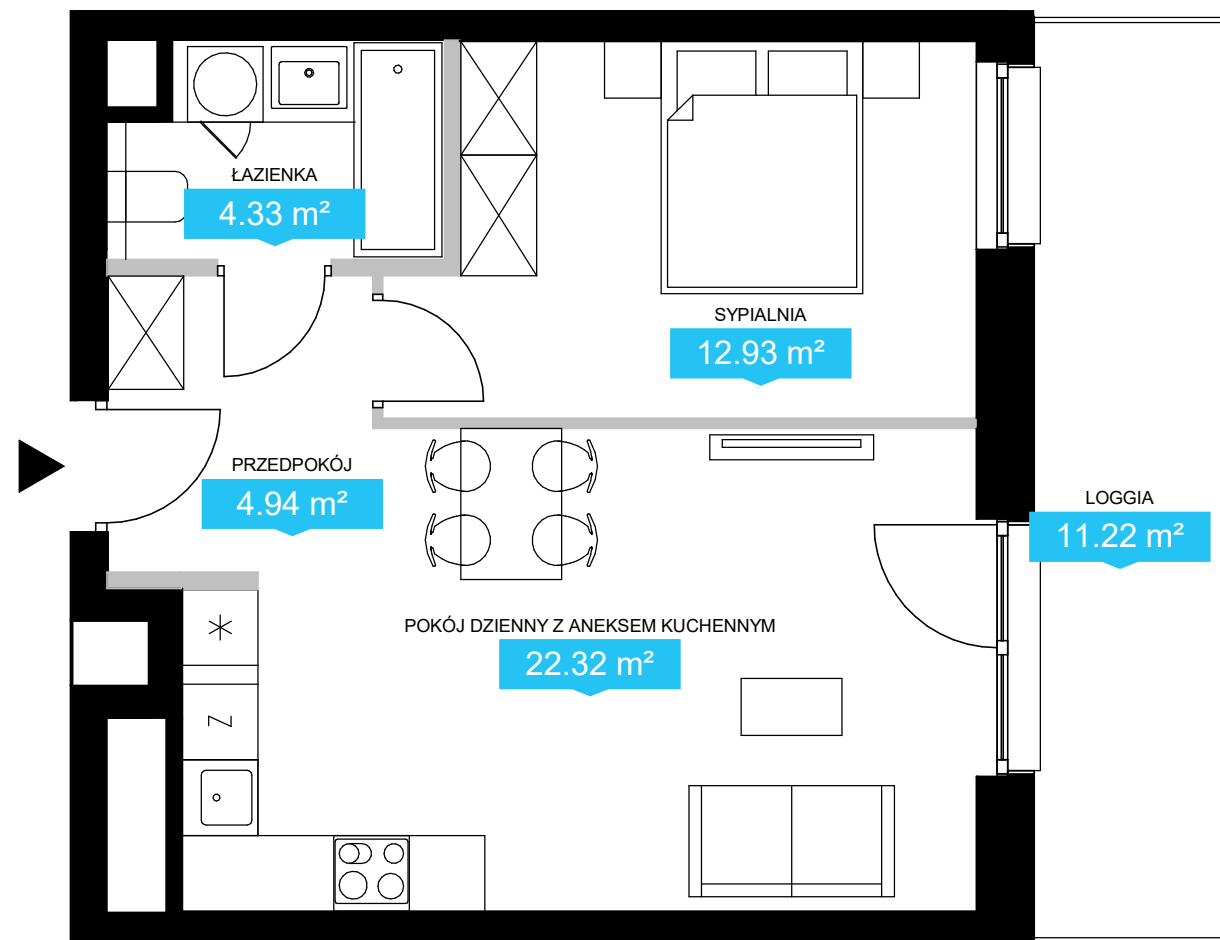 ŁAZIENKA
4.33 m²
SYPIALNIA
12.93 m²
PRZEDPOKÓJ
4.94 m²
LOGGIA
11.22 m²
POKÓJ DZIENNY Z ANEKSEM KUCHENNYM
22.32 m²
Z